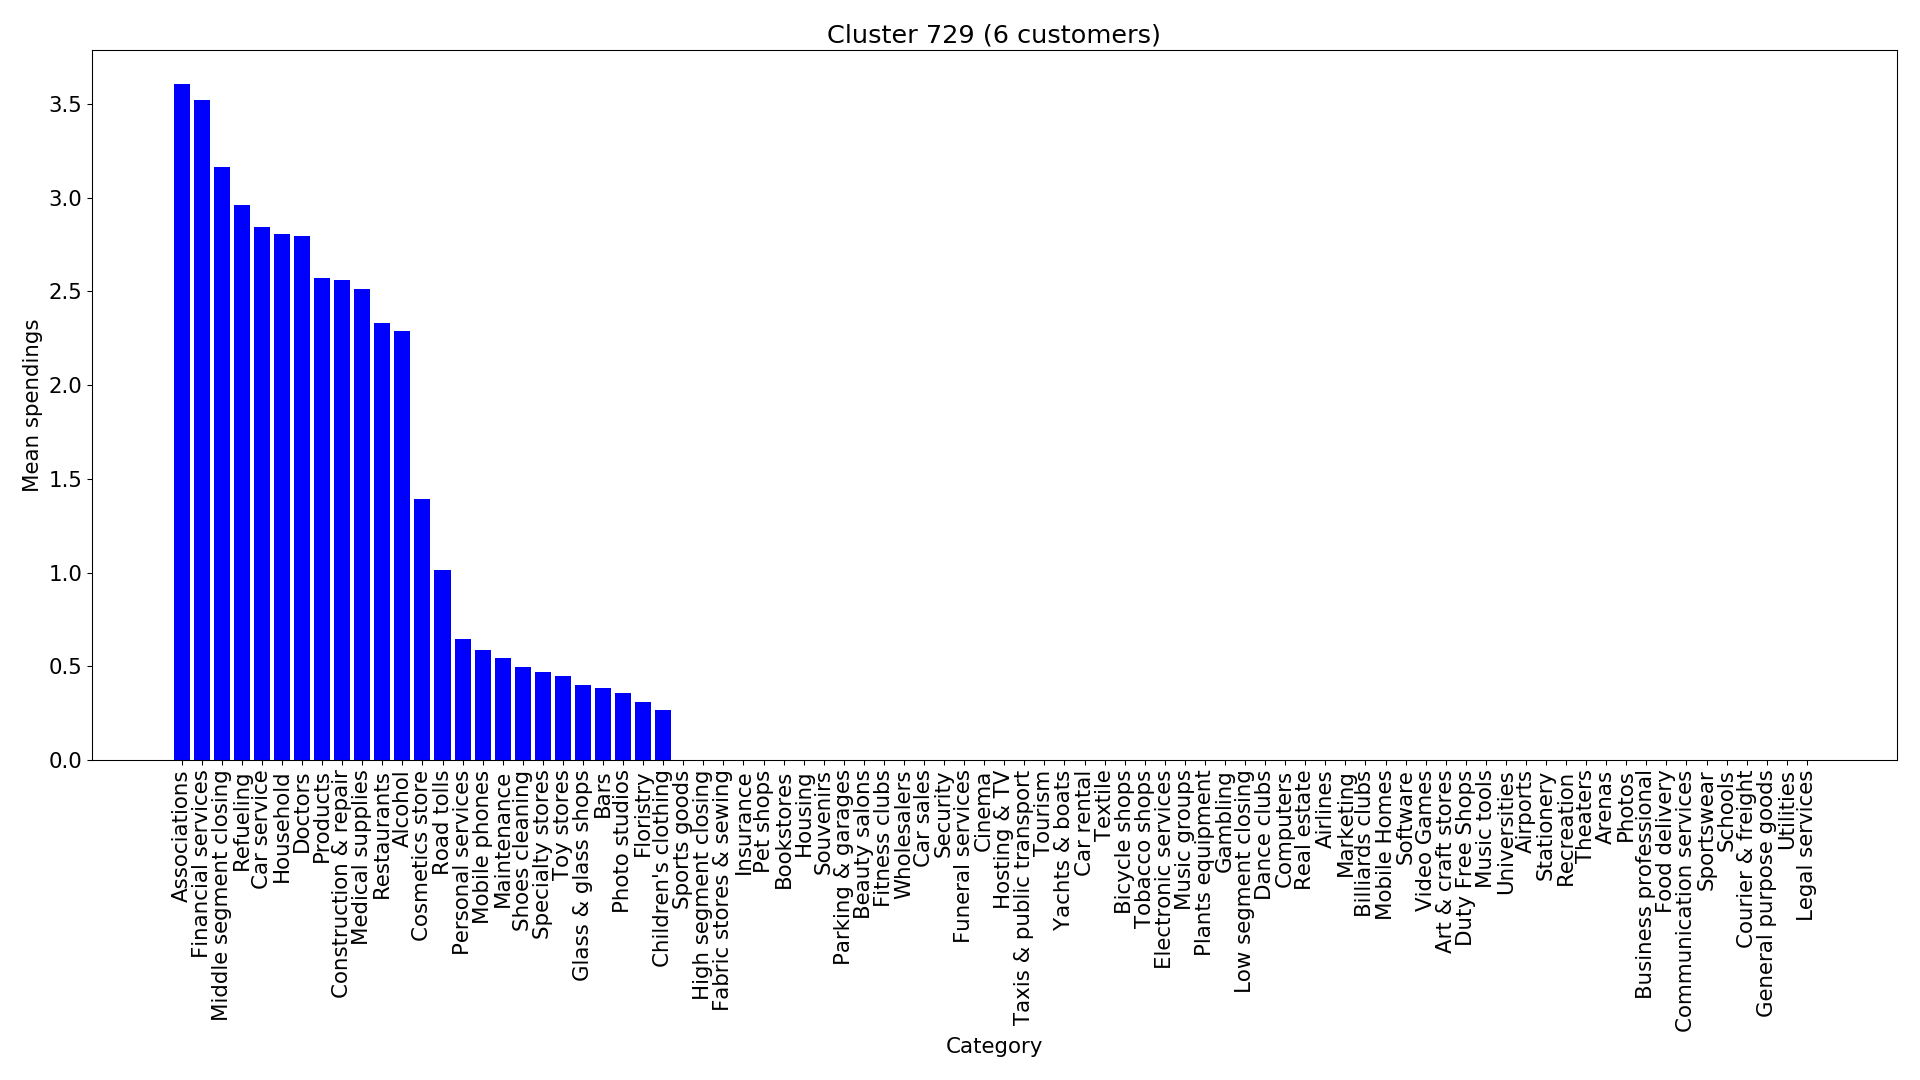 Cluster 729 (6 customers)
Mean spendings
3.5
3.0
2.5
2.0
1.5
1.0
0.5
0.0
Associations
Financial services
Middle segment closing
Refueling
Car service
Household
Doctors
Products
Construction & repair
Medical supplies
Restaurants
Alcohol
Cosmetics store
Road tolls
Personal services
Mobile phones
Maintenance
Shoes cleaning
Specialty stores
Toy stores
Glass & glass shops
Bars
Photo studios
Floristry
Children's clothing
Sports goods
High segment closing
Fabric stores & sewing
Insurance
Pet shops
Bookstores
Housing
Souvenirs
Parking & garages
Beauty salons
Fitness clubs
Wholesalers
Car sales
Security
Funeral services
Cinema
Hosting & TV
Taxis & public transport
Tourism
Yachts & boats
Car rental
Textile
Bicycle shops
Tobacco shops
Electronic services
Music groups
Plants equipment
Gambling
Low segment closing
Dance clubs
Computers
Real estate
Airlines
Marketing
Billiards clubs
Mobile Homes
Software
Video Games
Art & craft stores
Duty Free Shops
Music tools
Universities
Airports
Stationery
Recreation
Theaters
Arenas
Photos
Business professional
Food delivery
Communication services
Sportswear
Schools
Courier & freight
General purpose goods
Utilities
Legal services
Category